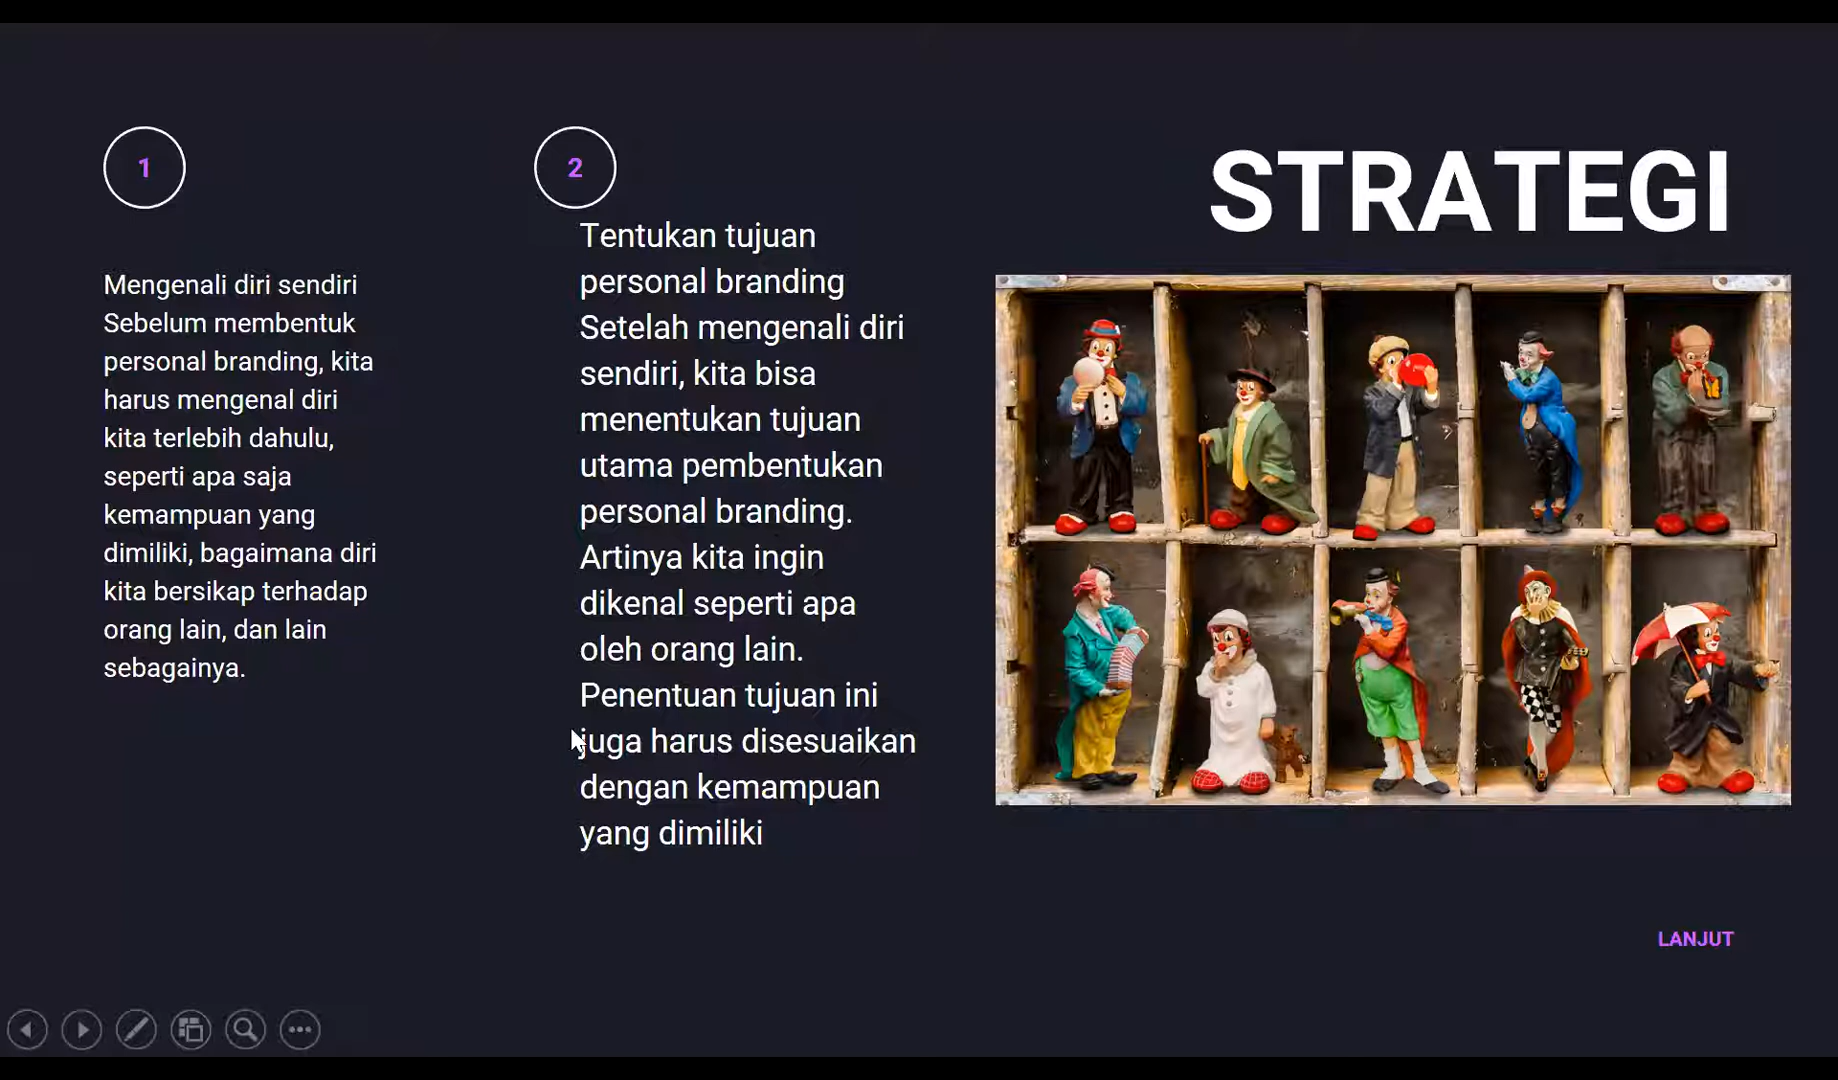 1
Mengenali diri sendiri
Sebelum membentuk
personal branding, kita
harus mengenal diri
kita terlebih dahulu,
seperti apa saja
kemampuan yang
dimiliki, bagaimana diri
kita bersikap terhadap
orang lain, dan lain
sebagainya.
2
Tentukan tujuan
personal branding
Setelah mengenali diri
sendiri, kita bisa
menentukan tujuan
utama pembentukan
personal branding.
Artinya kita ingin
dikenal seperti apa
oleh orang lain.
Penentuan tujuan ini
juga harus disesuaikan
dengan kemampuan
yang dimiliki
STRATEGI
LANJUT